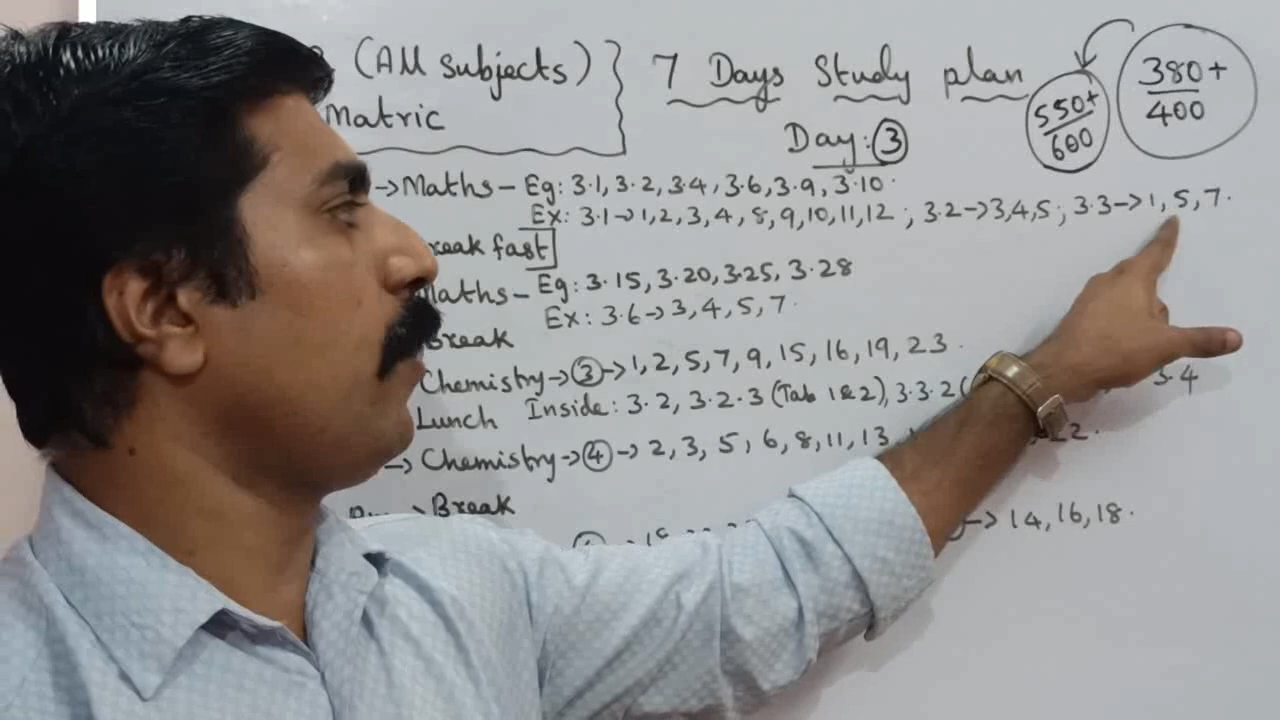 (All subjects) 7 Days Study plan 550+/600 380+/400
Matric Day: 3
→ Maths - Eg: 3.1, 3.2, 3.4, 3.6, 3.9, 3.10.
Ex: 3.1 → 1, 2, 3, 4, 8, 9, 10, 11, 12 ; 3.2 → 3, 4, 5 ; 3.3 → 1, 5, 7.
reak fast
Maths - Eg: 3.15, 3.20, 3.25, 3.28
Ex: 3.6 → 3, 4, 5, 7.
Break
Chemistry → 3 → 1, 2, 5, 7, 9, 15, 16, 19, 23.
Lunch Inside: 3.2, 3.2.3 (Tab 1 & 2), 3.3.2 ( 3.4
→ Chemistry → 4 → 2, 3, 5, 6, 8, 11, 13,
→ Break
→ 14, 16, 18.